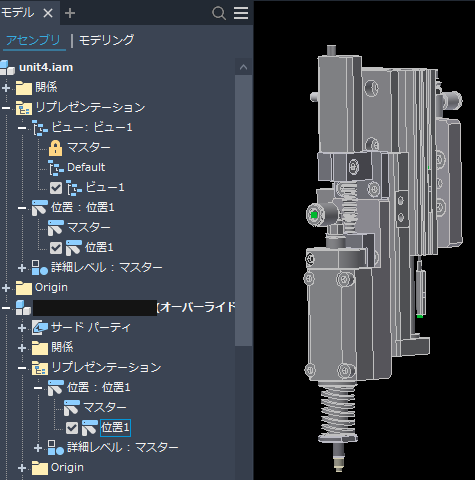 モデル × +
アセンブリ | モデリング
unit4.iam
関係
リプレゼンテーション
ビュー: ビュー1
マスター
Default
ビュー1
位置 : 位置1
マスター
位置1
詳細レベル : マスター
Origin
(オーバーライド
サード パーティ
関係
リプレゼンテーション
位置 : 位置1
マスター
位置1
詳細レベル : マスター
Origin